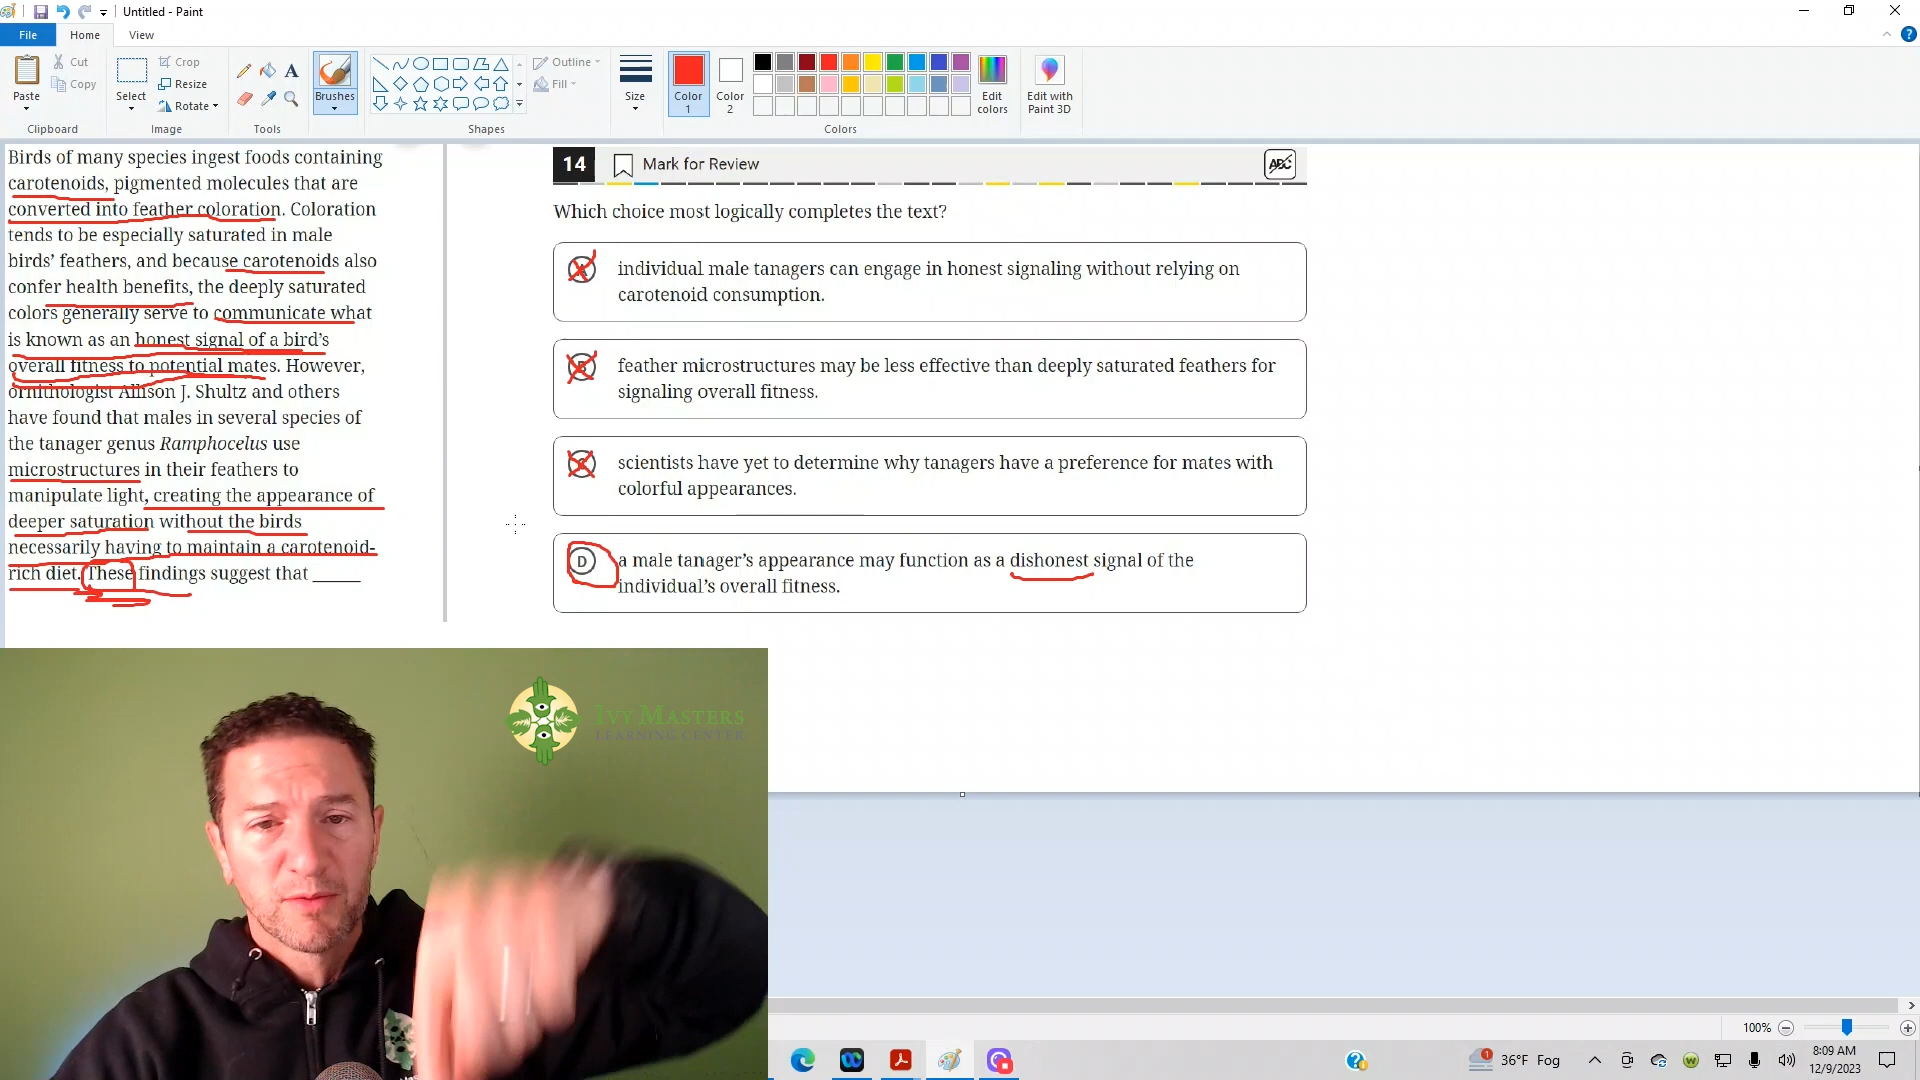 Untitled - Paint
File
Home
View
Paste
Cut
Copy
Clipboard
Select
Crop
Resize
Rotate
Image
A
Tools
Brushes
Shapes
Outline
Fill
Size
Color 1
Color 2
Edit colors
Colors
Edit with Paint 3D
Birds of many species ingest foods containing
carotenoids, pigmented molecules that are
converted into feather coloration. Coloration
tends to be especially saturated in male
birds’ feathers, and because carotenoids also
confer health benefits, the deeply saturated
colors generally serve to communicate what
is known as an honest signal of a bird’s
overall fitness to potential mates. However,
ornithologist Allison J. Shultz and others
have found that males in several species of
the tanager genus Ramphocelus use
microstructures in their feathers to
manipulate light, creating the appearance of
deeper saturation without the birds
necessarily having to maintain a carotenoid-
rich diet. These findings suggest that ______
14 Mark for Review ABC
Which choice most logically completes the text?
A individual male tanagers can engage in honest signaling without relying on
carotenoid consumption.
B feather microstructures may be less effective than deeply saturated feathers for
signaling overall fitness.
C scientists have yet to determine why tanagers have a preference for mates with
colorful appearances.
D a male tanager’s appearance may function as a dishonest signal of the
individual’s overall fitness.
IVY MASTERS
LEARNING CENTER
100%
1
36°F Fog
8:09 AM
12/9/2023